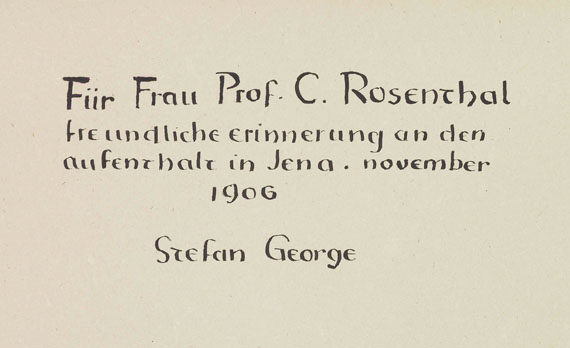 Für Frau Prof. C. Rosenthal
freundliche erinnerung an den
aufenthalt in Jena . november
1906
Stefan George